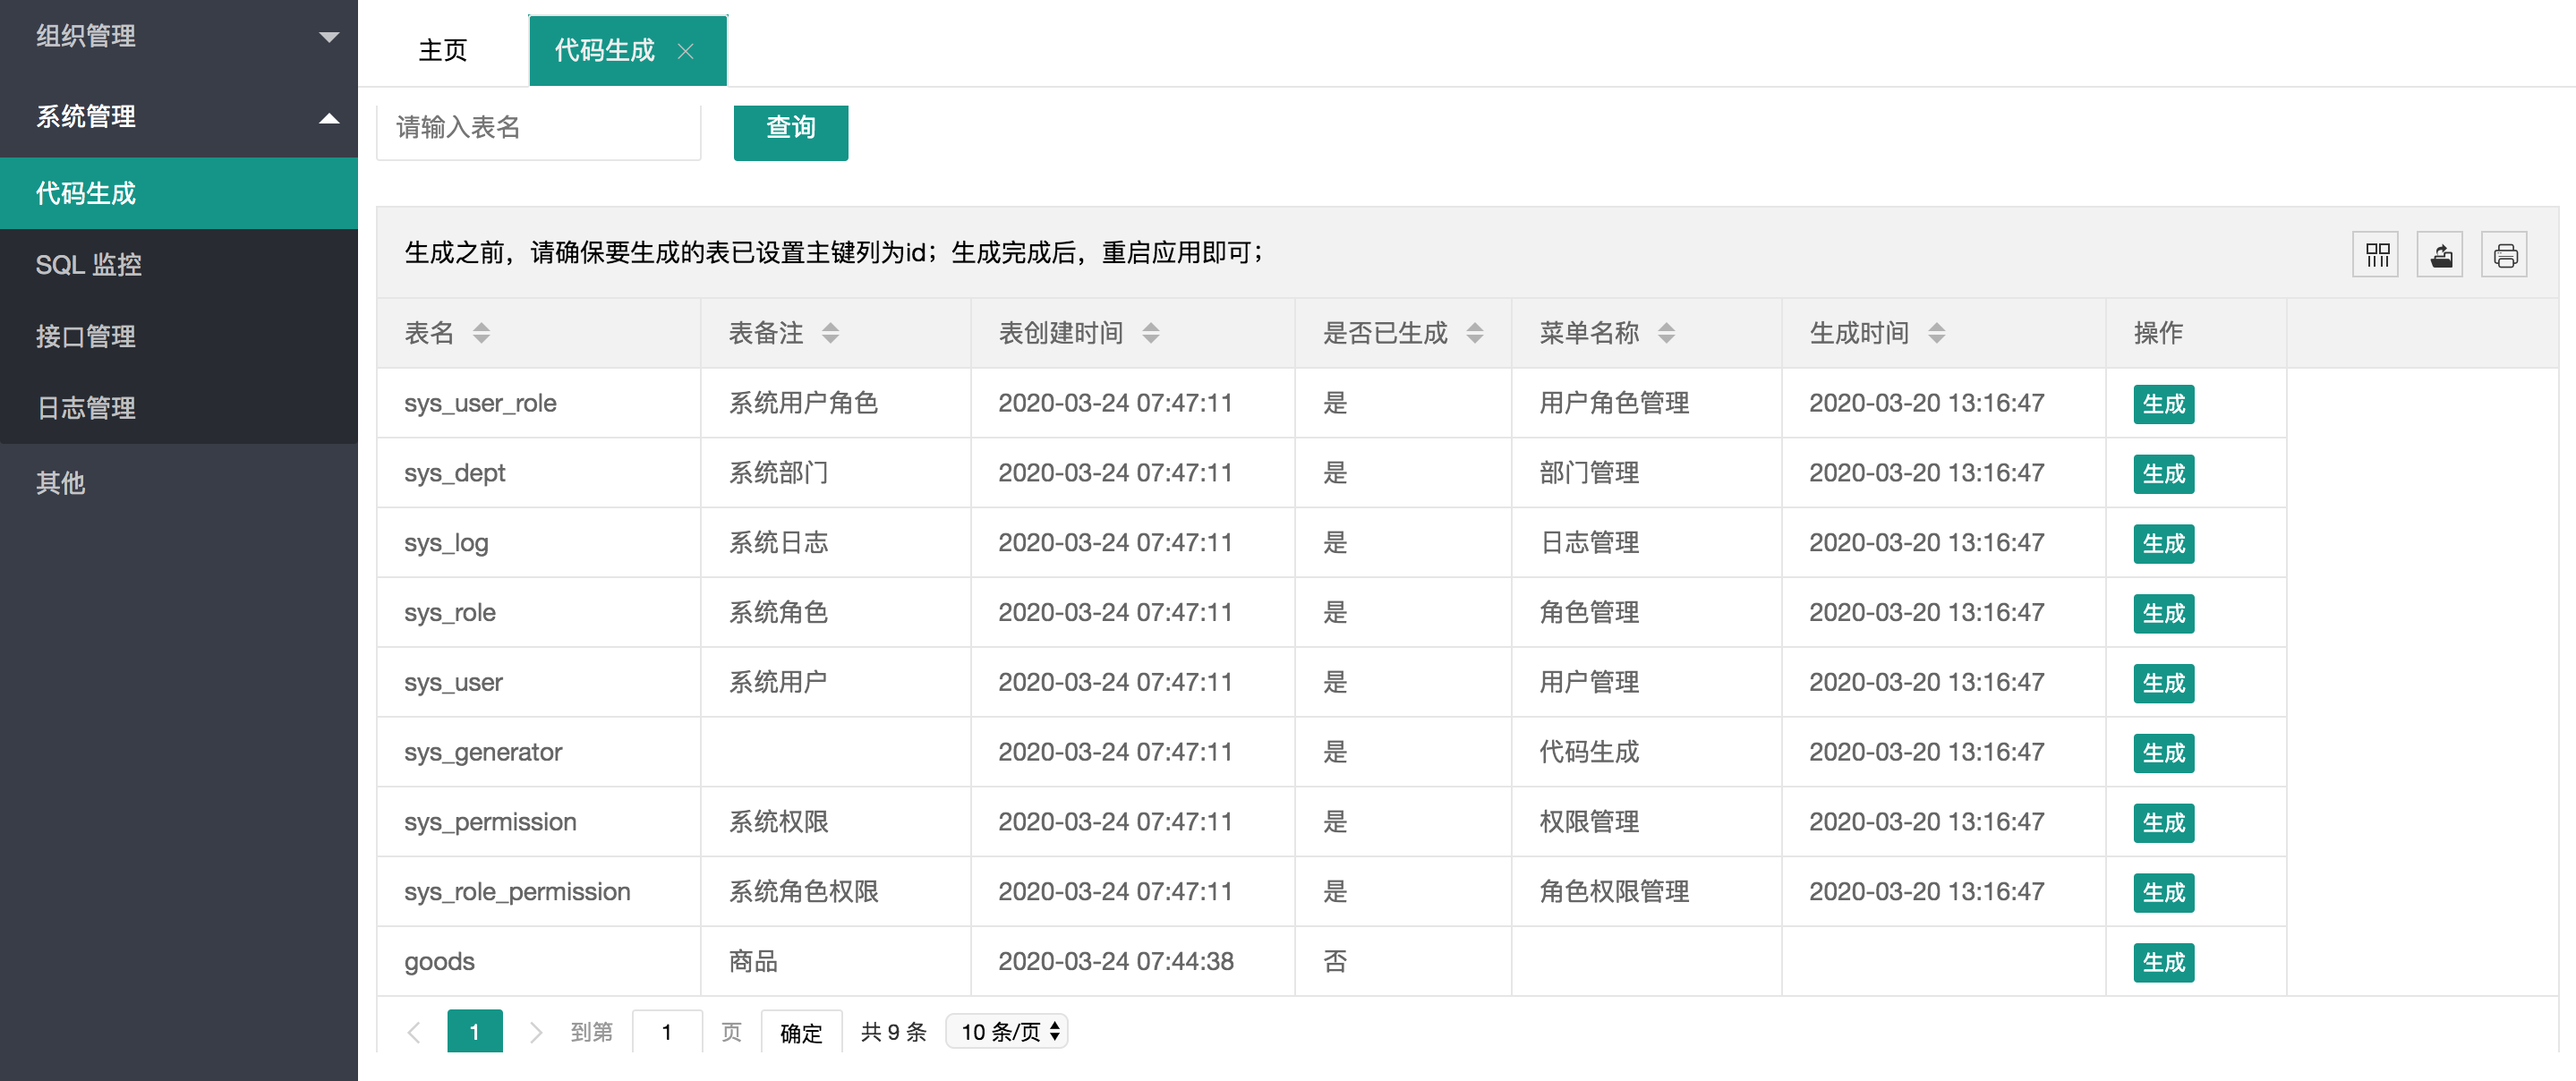 组织管理
系统管理
代码生成
SQL 监控
接口管理
日志管理
其他
主页 代码生成
请输入表名 查询
生成之前，请确保要生成的表已设置主键列为id；生成完成后，重启应用即可；
表名 表备注 表创建时间 是否已生成 菜单名称 生成时间 操作
sys_user_role 系统用户角色 2020-03-24 07:47:11 是 用户角色管理 2020-03-20 13:16:47 生成
sys_dept 系统部门 2020-03-24 07:47:11 是 部门管理 2020-03-20 13:16:47 生成
sys_log 系统日志 2020-03-24 07:47:11 是 日志管理 2020-03-20 13:16:47 生成
sys_role 系统角色 2020-03-24 07:47:11 是 角色管理 2020-03-20 13:16:47 生成
sys_user 系统用户 2020-03-24 07:47:11 是 用户管理 2020-03-20 13:16:47 生成
sys_generator 2020-03-24 07:47:11 是 代码生成 2020-03-20 13:16:47 生成
sys_permission 系统权限 2020-03-24 07:47:11 是 权限管理 2020-03-20 13:16:47 生成
sys_role_permission 系统角色权限 2020-03-24 07:47:11 是 角色权限管理 2020-03-20 13:16:47 生成
goods 商品 2020-03-24 07:44:38 否 生成
1 到第 1 页 确定 共 9 条 10 条/页